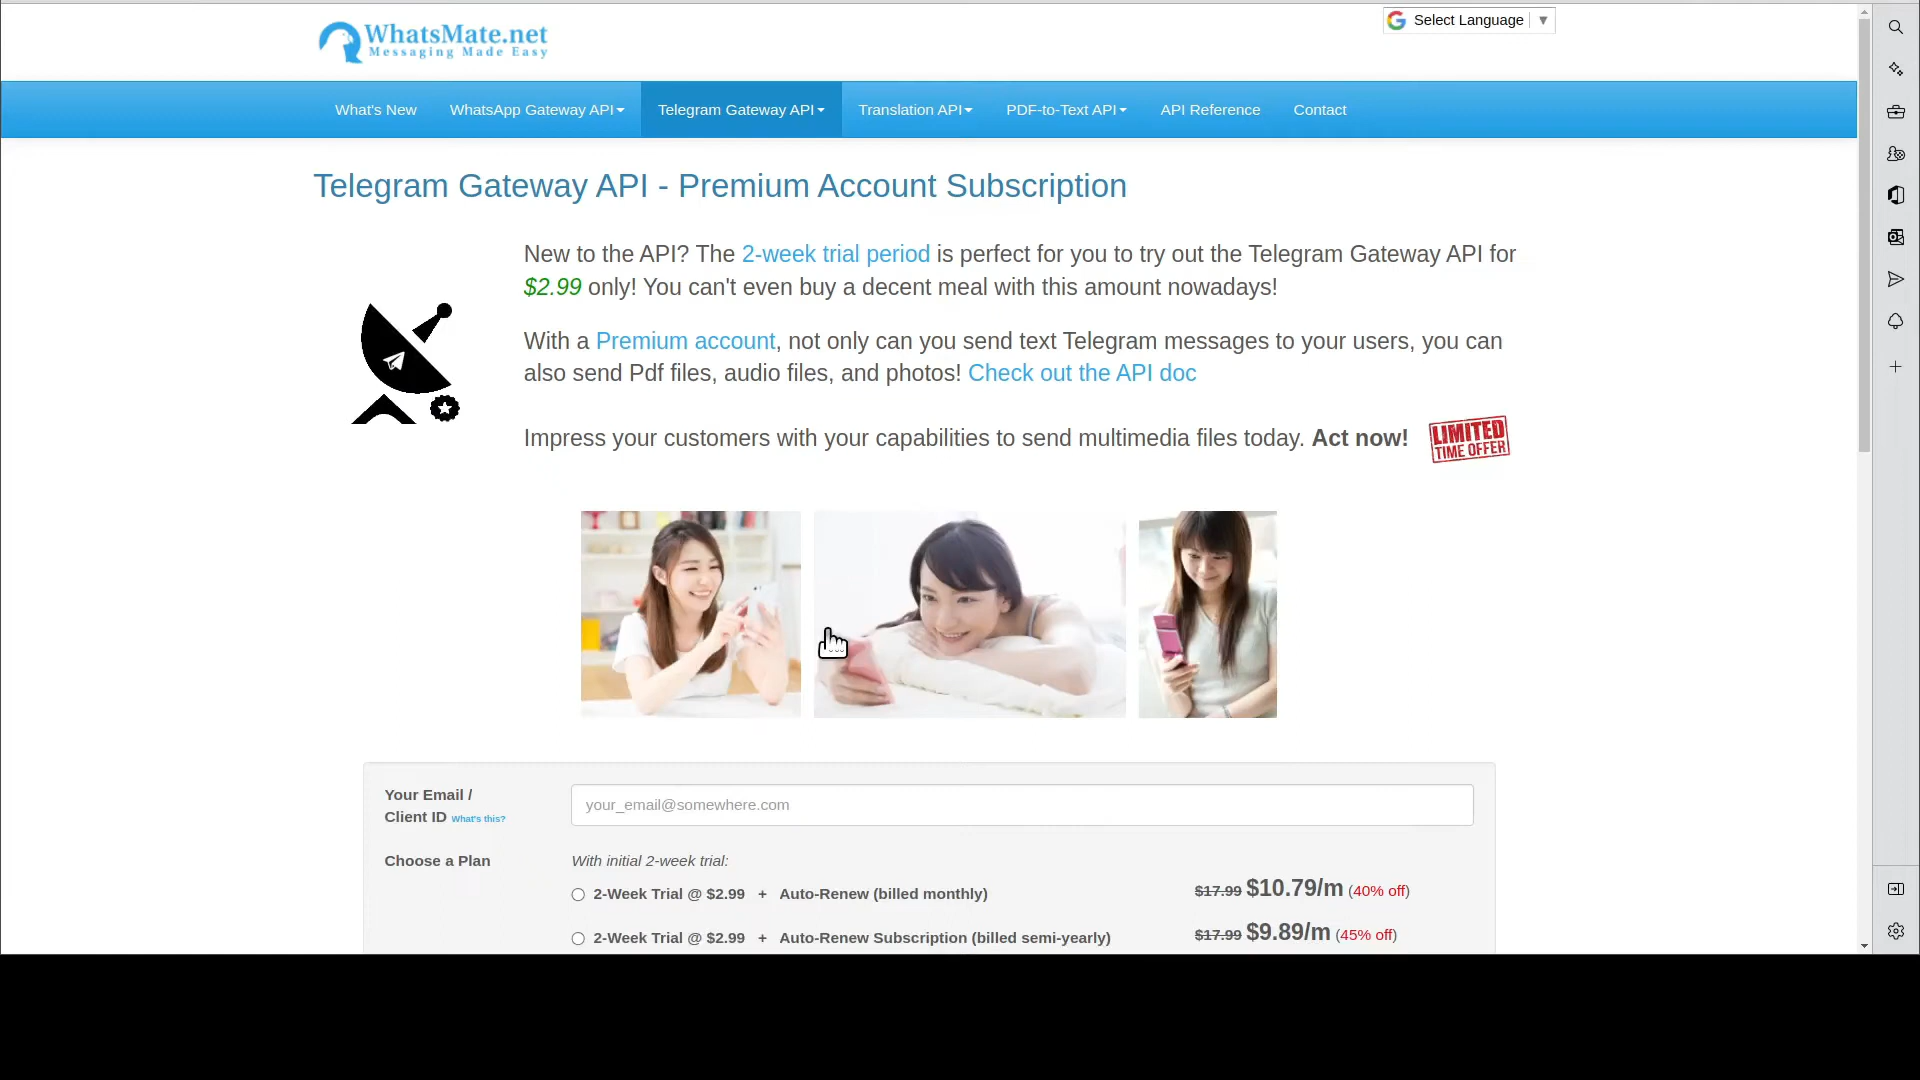 WhatsMate.net
Messaging Made Easy
Select Language ▼
What's New WhatsApp Gateway API Telegram Gateway API Translation API PDF-to-Text API API Reference Contact
Telegram Gateway API - Premium Account Subscription
New to the API? The 2-week trial period is perfect for you to try out the Telegram Gateway API for
$2.99 only! You can't even buy a decent meal with this amount nowadays!
With a Premium account, not only can you send text Telegram messages to your users, you can
also send Pdf files, audio files, and photos! Check out the API doc
Impress your customers with your capabilities to send multimedia files today. Act now!
LIMITED
TIME OFFER
Your Email /
Client ID What's this?
your_email@somewhere.com
Choose a Plan
With initial 2-week trial:
2-Week Trial @ $2.99 + Auto-Renew (billed monthly) $17.99 $10.79/m (40% off)
2-Week Trial @ $2.99 + Auto-Renew Subscription (billed semi-yearly) $17.99 $9.89/m (45% off)